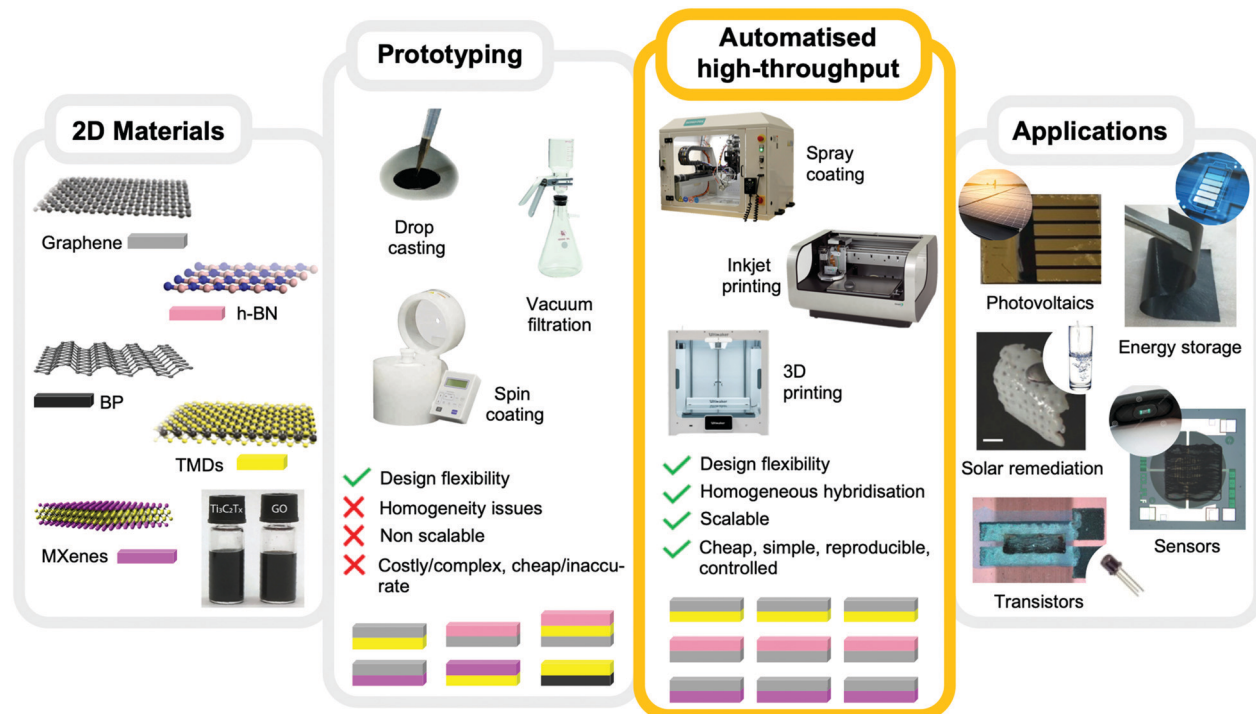 2D Materials
Graphene
h-BN
BP
TMDs
MXenes
Ti₃C₂Tₓ
GO
Prototyping
Drop
casting
Vacuum
filtration
Spin
coating
Design flexibility
Homogeneity issues
Non scalable
Costly/complex, cheap/inaccu-
rate
Automatised
high-throughput
Spray
coating
Inkjet
printing
3D
printing
Design flexibility
Homogeneous hybridisation
Scalable
Cheap, simple, reproducible,
controlled
Applications
Photovoltaics
Energy storage
Solar remediation
Sensors
Transistors